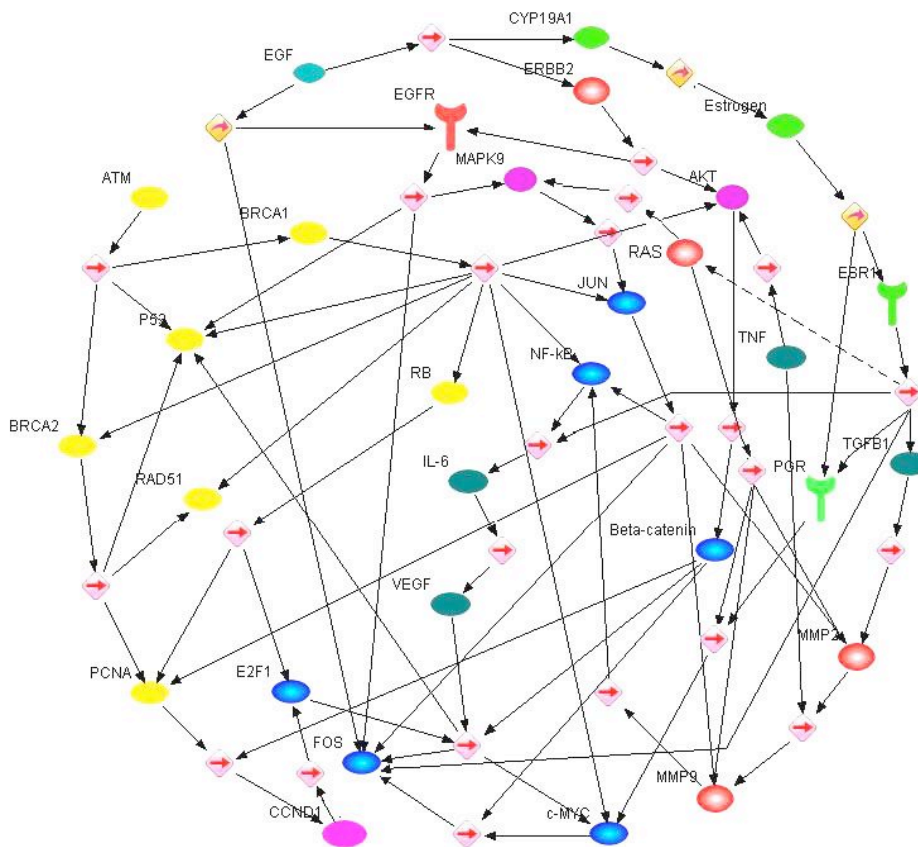 CYP19A1
EGF
ERBB2
EGFR
Estrogen
MAPK9
ATM
AKT
BRCA1
RAS
ESR1
JUN
P53
TNF
NF-kB
RB
BRCA2
TGFB1
IL-6
PGR
RAD51
Beta-catenin
VEGF
MMP2
PCNA
E2F1
FOS
MMP9
CCND1
c-MYC